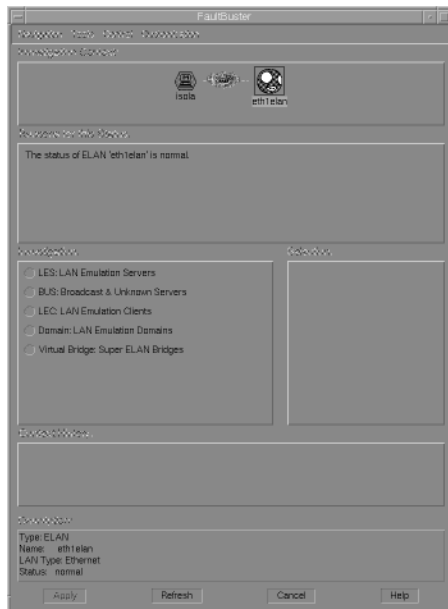 FaultBuster
isola
eth1elan
The status of ELAN 'eth1elan' is normal.
LES: LAN Emulation Servers
BUS: Broadcast & Unknown Servers
LEC: LAN Emulation Clients
Domain: LAN Emulation Domains
Virtual Bridge: Super ELAN Bridges
Type: ELAN
Name: eth1elan
LAN Type: Ethernet
Status: normal
Apply Refresh Cancel Help